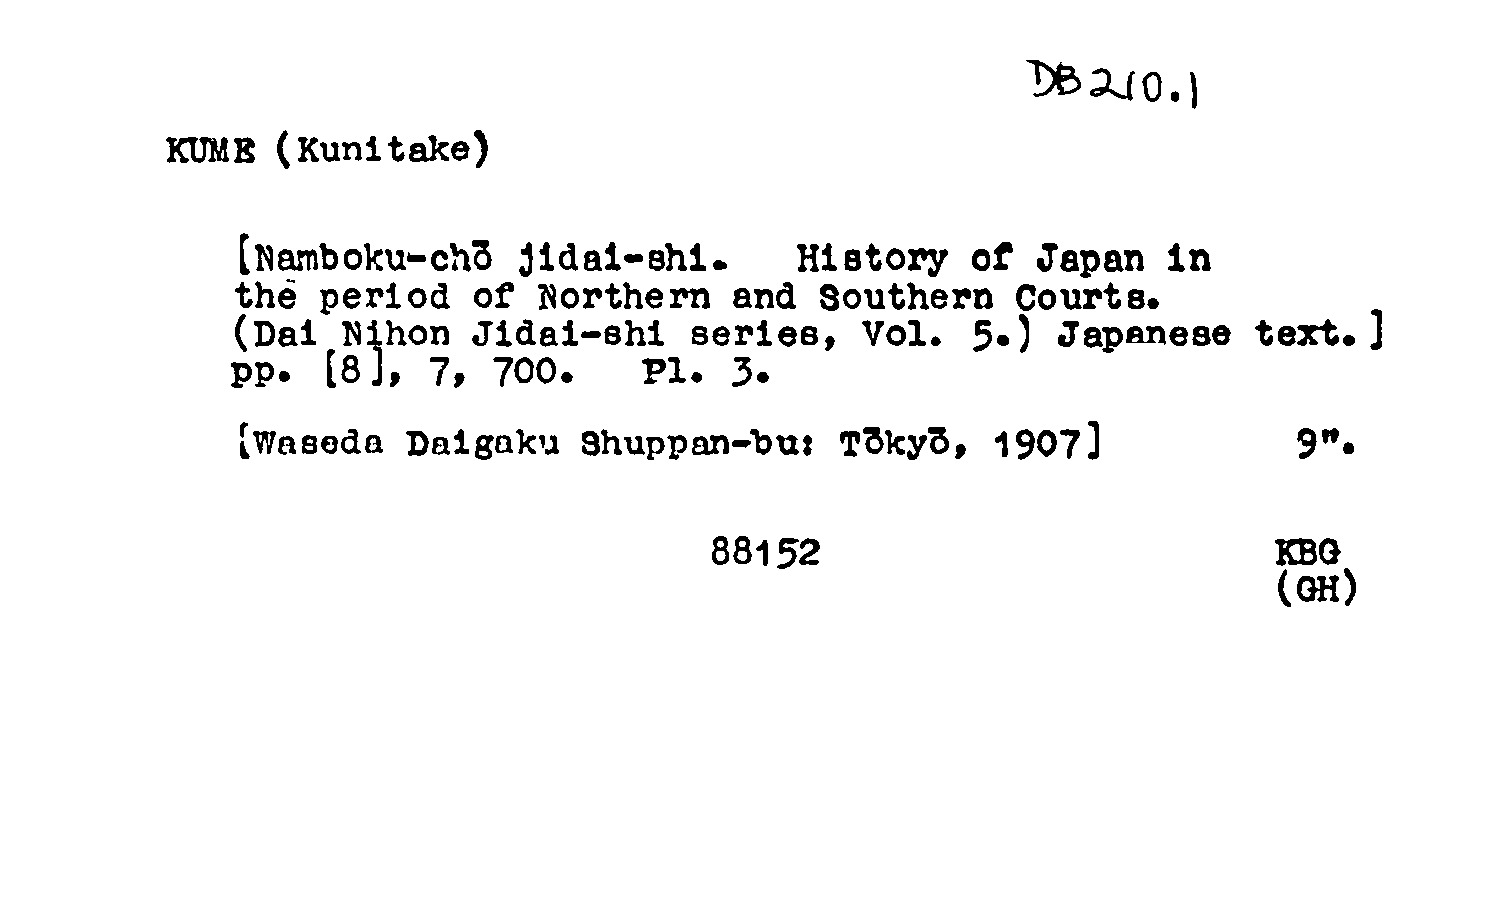 DB210.1
KUME (Kunitake)
[Namboku-chō jidai-shi. History of Japan in
the period of Northern and Southern Courts.
(Dai Nihon Jidai-shi series, Vol. 5.) Japanese text.]
pp. [8], 7, 700. Pl. 3.
[Waseda Daigaku Shuppan-bu: Tōkyō, 1907] 9".
88152 KBG
(GH)